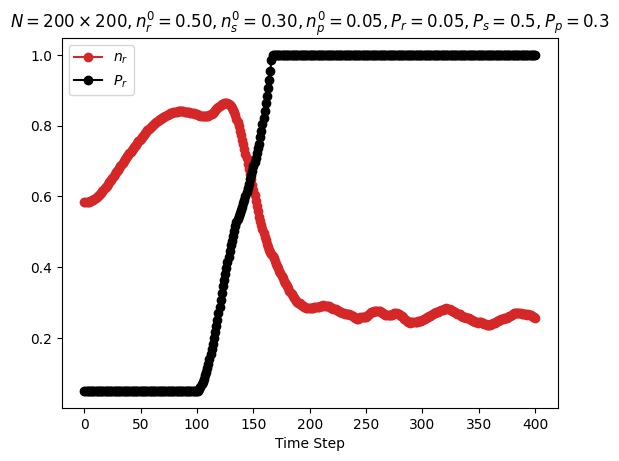 N = 200 × 200, n_r^0 = 0.50, n_s^0 = 0.30, n_p^0 = 0.05, P_r = 0.05, P_s = 0.5, P_p = 0.3
n_r
P_r
1.0
0.8
0.6
0.4
0.2
0 50 100 150 200 250 300 350 400
Time Step